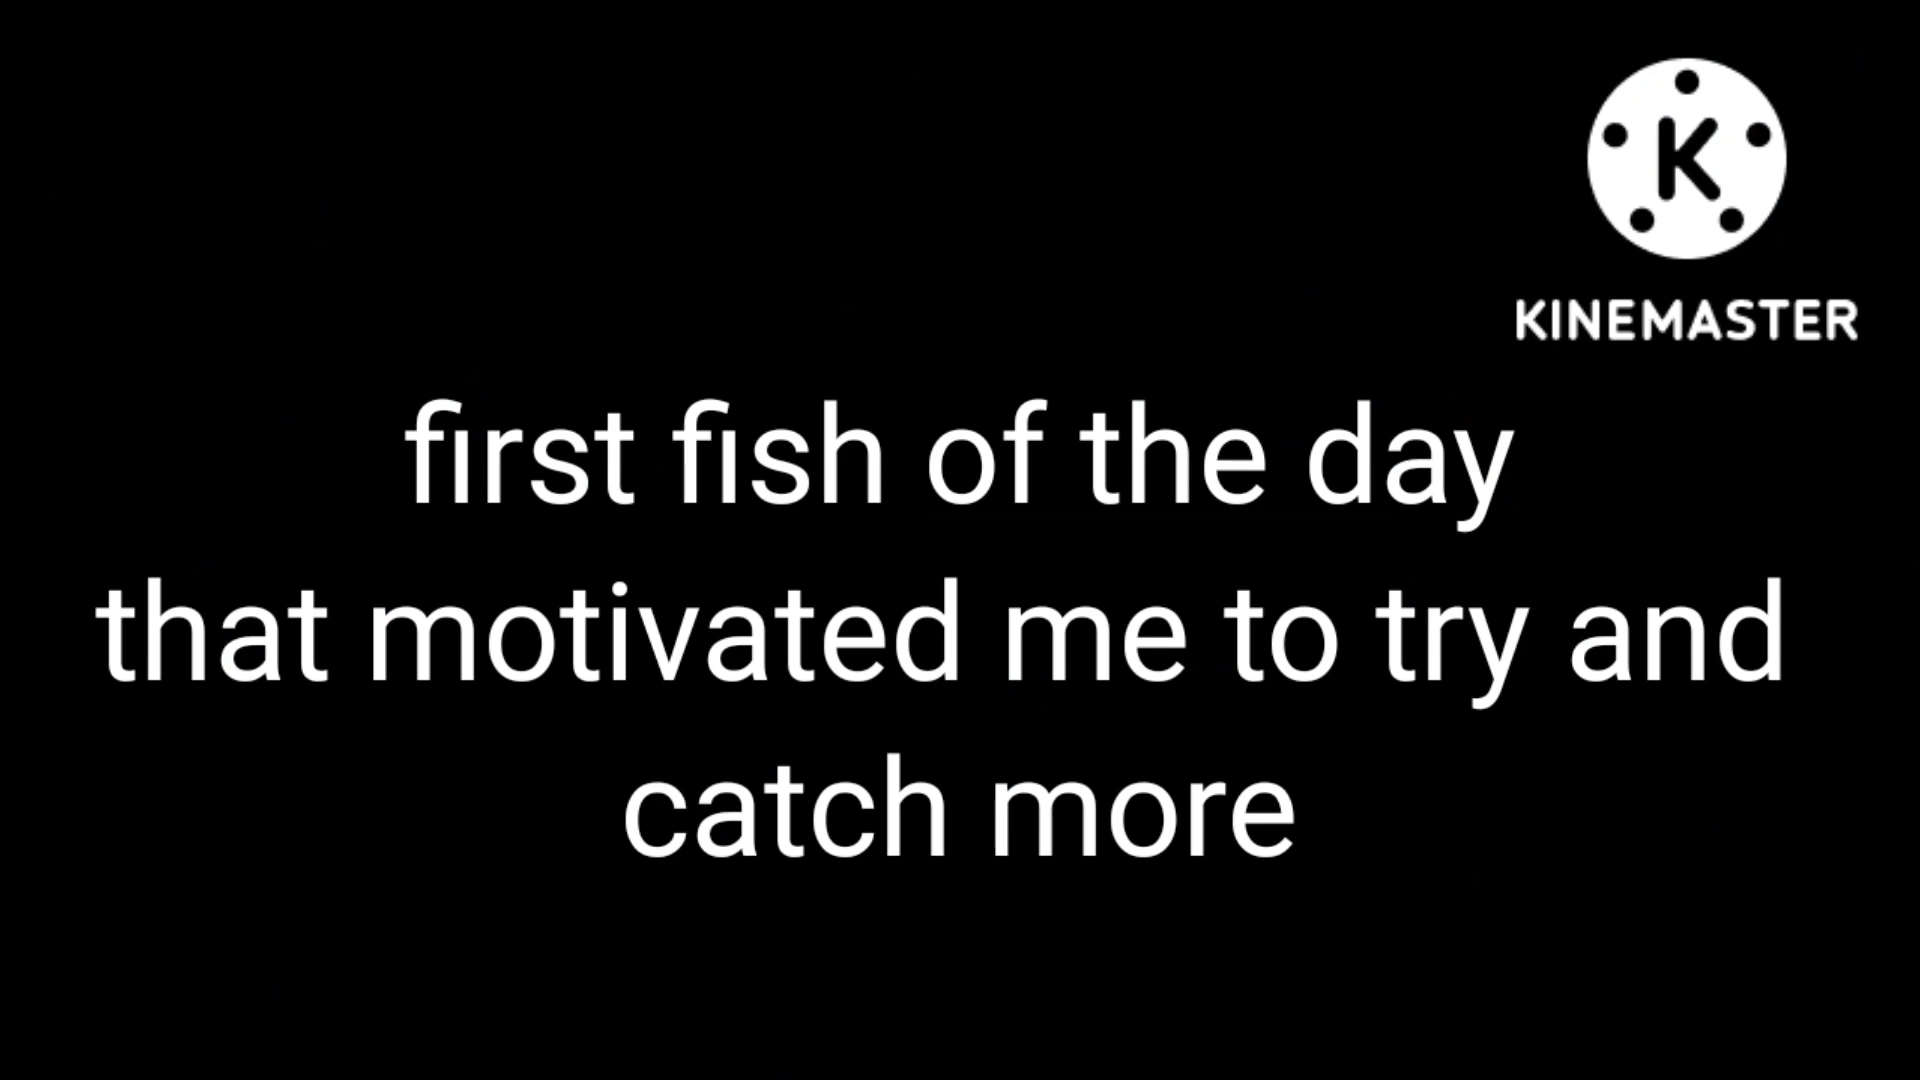 K
KINEMASTER
first fish of the day
that motivated me to try and
catch more